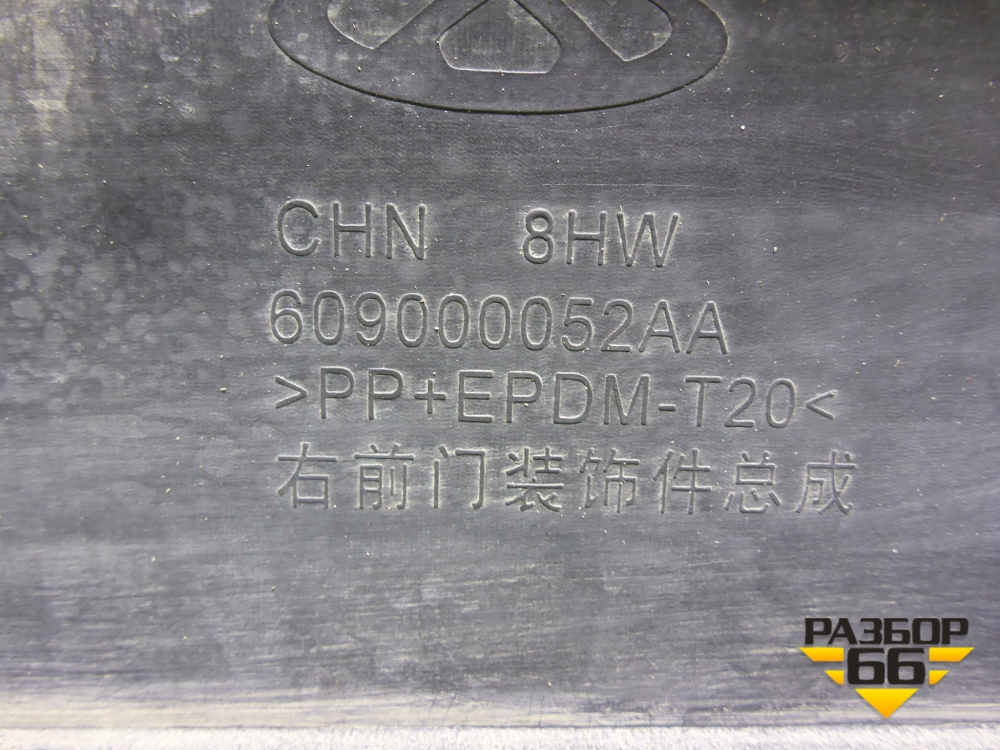 CHN 8HW
609000052AA
>PP+EPDM-T20<
右前门装饰件总成
РАЗБОР
66